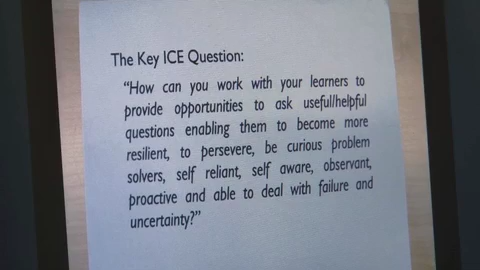 The Key ICE Question:
“How can you work with your learners to
provide opportunities to ask useful/helpful
questions enabling them to become more
resilient, to persevere, be curious problem
solvers, self reliant, self aware, observant,
proactive and able to deal with failure and
uncertainty?”